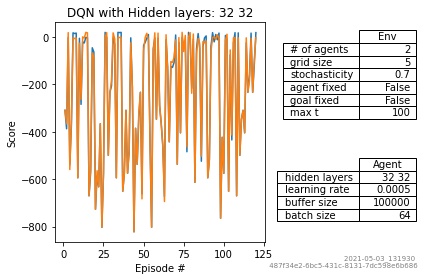 DQN with Hidden layers: 32 32
Score
0
−200
−400
−600
−800
0 25 50 75 100 125
Episode #
Env
# of agents 2
grid size 5
stochasticity 0.7
agent fixed False
goal fixed False
max t 100
Agent
hidden layers 32 32
learning rate 0.0005
buffer size 100000
batch size 64
2021-05-03_131930
487f34e2-6bc5-431c-8131-7dc598e6b686